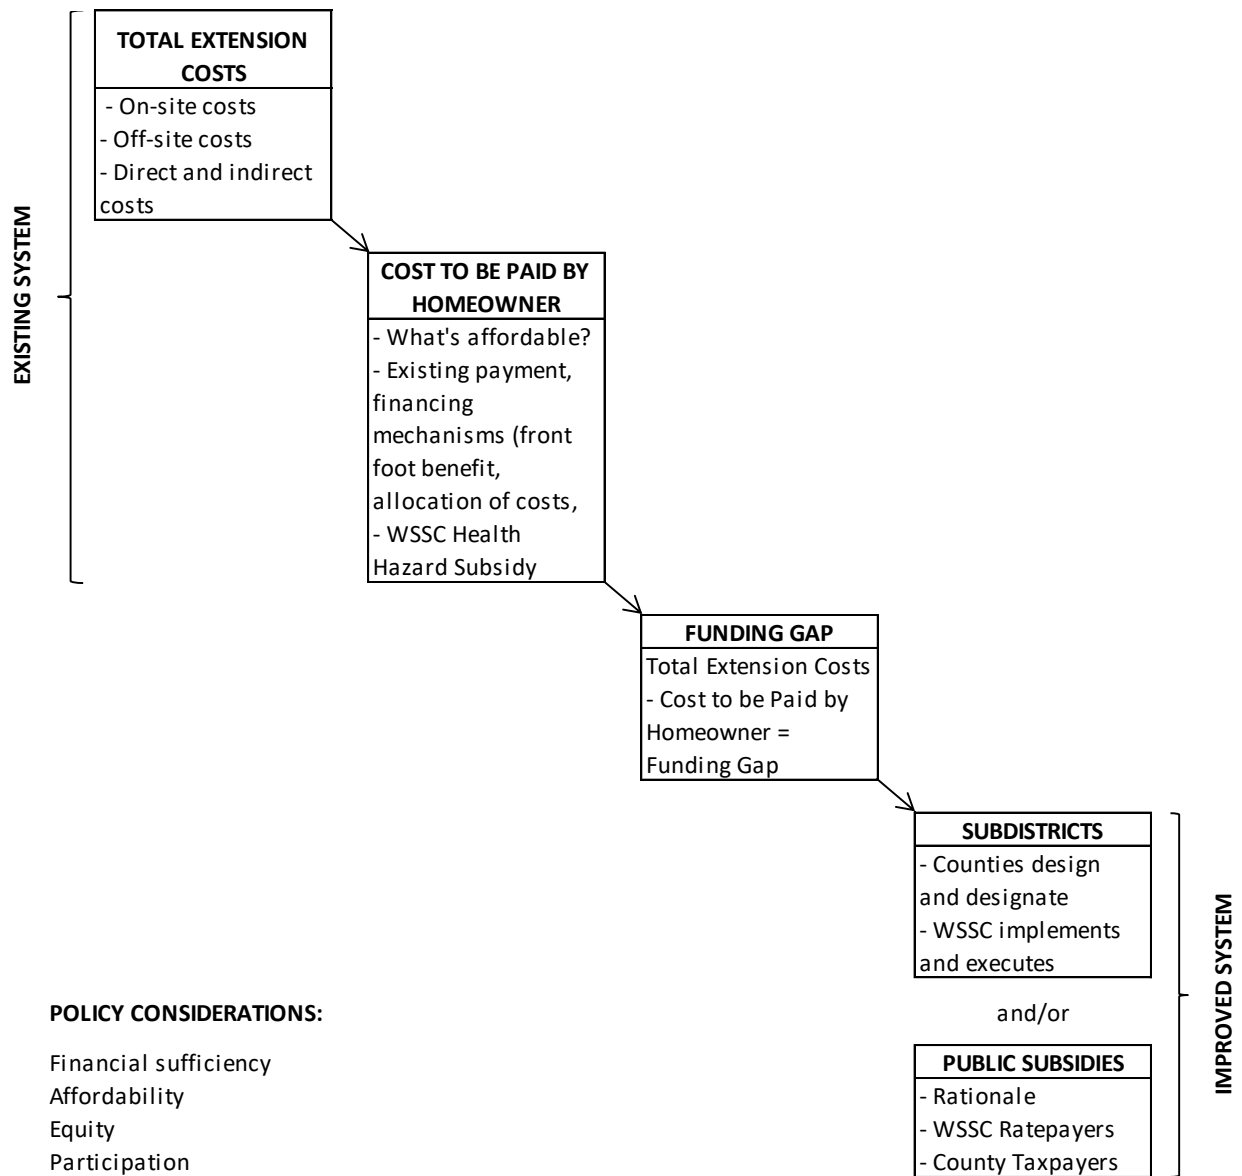 TOTAL EXTENSION
COSTS
- On-site costs
- Off-site costs
- Direct and indirect
costs
EXISTING SYSTEM
COST TO BE PAID BY
HOMEOWNER
- What's affordable?
- Existing payment,
financing
mechanisms (front
foot benefit,
allocation of costs,
- WSSC Health
Hazard Subsidy
FUNDING GAP
Total Extension Costs
- Cost to be Paid by
Homeowner =
Funding Gap
SUBDISTRICTS
- Counties design
and designate
- WSSC implements
and executes
and/or
PUBLIC SUBSIDIES
- Rationale
- WSSC Ratepayers
- County Taxpayers
IMPROVED SYSTEM
POLICY CONSIDERATIONS:
Financial sufficiency
Affordability
Equity
Participation